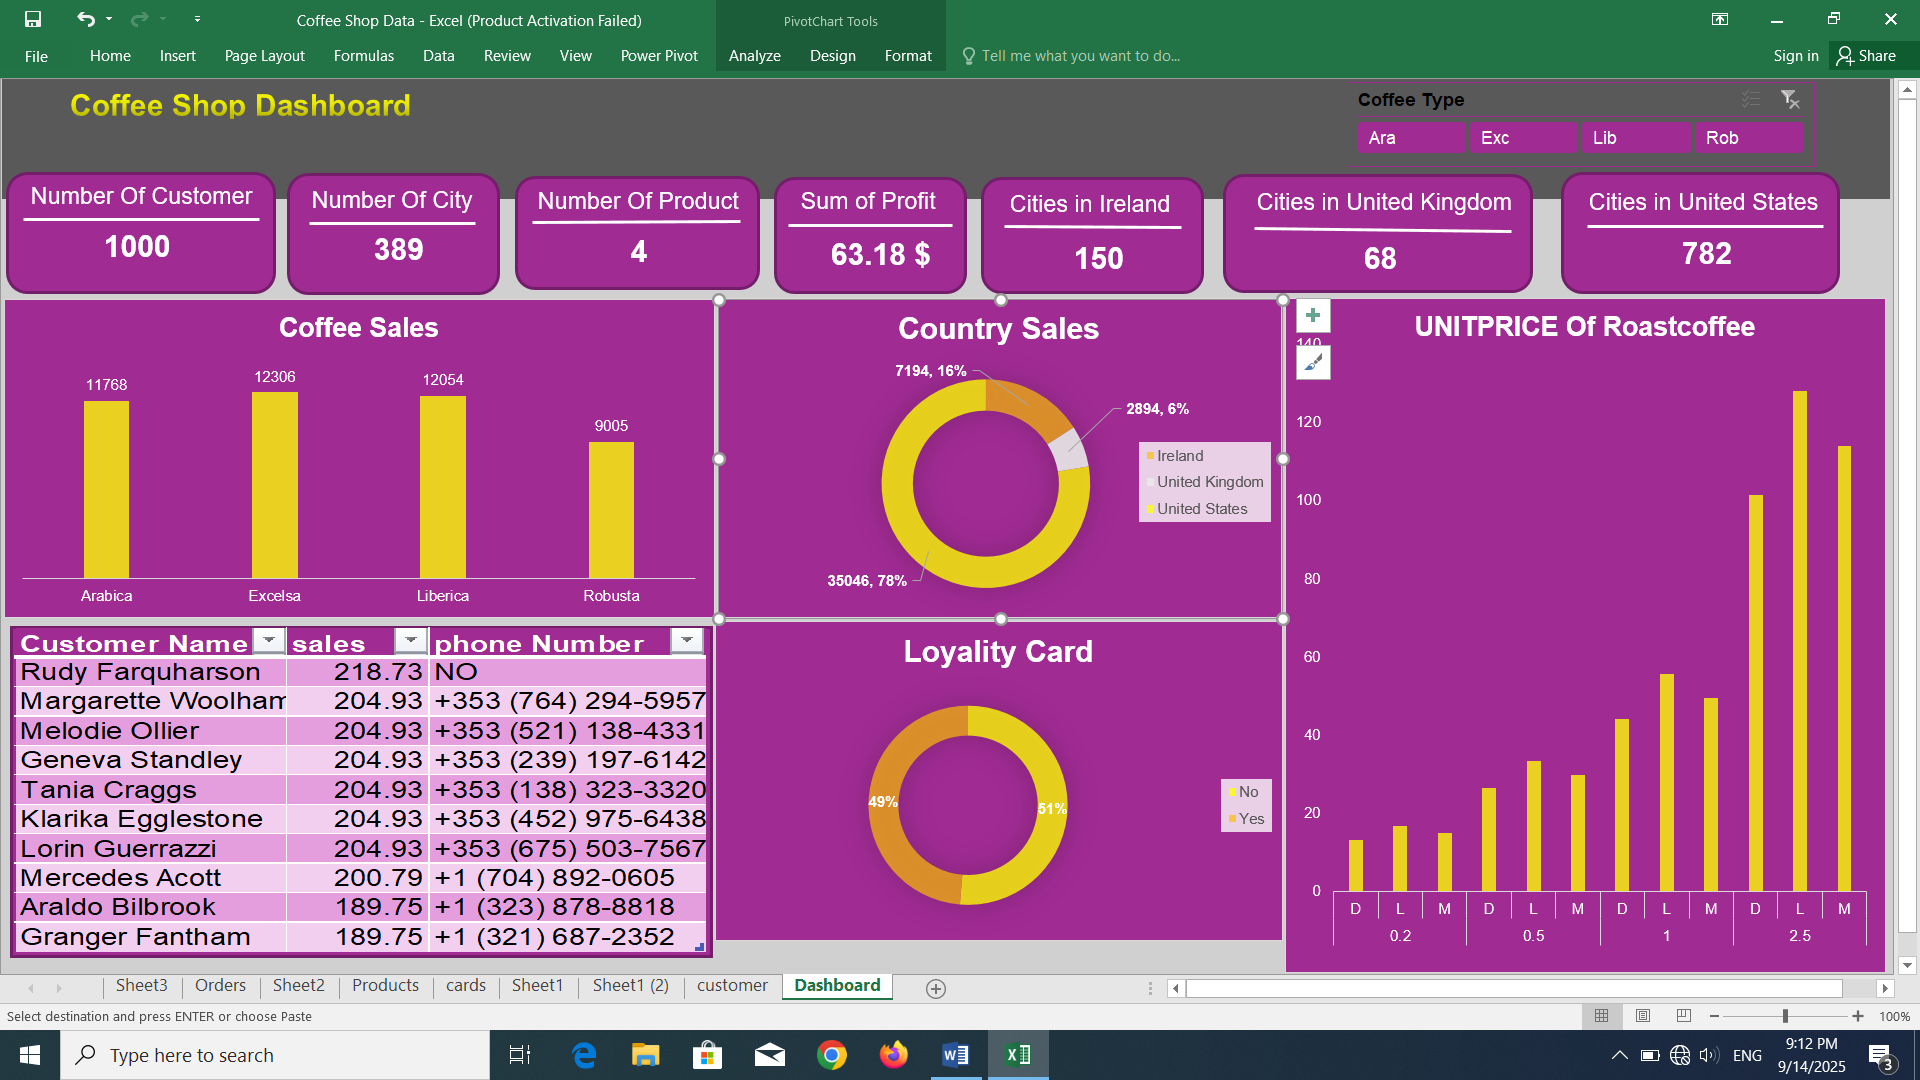 Coffee Shop Data - Excel (Product Activation Failed)
PivotChart Tools
File Home Insert Page Layout Formulas Data Review View Power Pivot Analyze Design Format Tell me what you want to do... Sign in Share
Coffee Shop Dashboard
Coffee Type
Ara Exc Lib Rob
Number Of Customer
1000
Number Of City
389
Number Of Product
4
Sum of Profit
63.18 $
Cities in Ireland
150
Cities in United Kingdom
68
Cities in United States
782
Coffee Sales
11768
12306
12054
9005
Arabica Excelsa Liberica Robusta
Country Sales
7194, 16%
2894, 6%
35046, 78%
Ireland
United Kingdom
United States
UNITPRICE Of Roastcoffee
140
120
100
80
60
40
20
0
D L M D L M D L M D L M
0.2 0.5 1 2.5
Customer Name sales phone Number
Rudy Farquharson 218.73 NO
Margarette Woolham 204.93 +353 (764) 294-5957
Melodie Ollier 204.93 +353 (521) 138-4331
Geneva Standley 204.93 +353 (239) 197-6142
Tania Craggs 204.93 +353 (138) 323-3320
Klarika Egglestone 204.93 +353 (452) 975-6438
Lorin Guerrazzi 204.93 +353 (675) 503-7567
Mercedes Acott 200.79 +1 (704) 892-0605
Araldo Bilbrook 189.75 +1 (323) 878-8818
Granger Fantham 189.75 +1 (321) 687-2352
Loyality Card
49%
51%
No
Yes
Sheet3 Orders Sheet2 Products cards Sheet1 Sheet1 (2) customer Dashboard
Select destination and press ENTER or choose Paste
100%
Type here to search
ENG
9:12 PM
9/14/2025
3